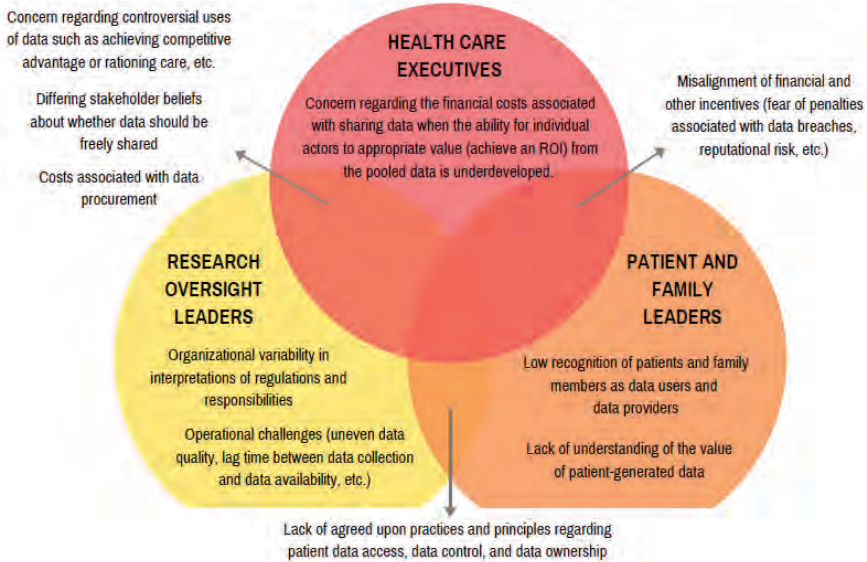 Concern regarding controversial uses
of data such as achieving competitive
advantage or rationing care, etc.
Differing stakeholder beliefs
about whether data should be
freely shared
Costs associated with data
procurement
HEALTH CARE
EXECUTIVES
Concern regarding the financial costs associated
with sharing data when the ability for individual
actors to appropriate value (achieve an ROI) from
the pooled data is underdeveloped.
Misalignment of financial and
other incentives (fear of penalties
associated with data breaches,
reputational risk, etc.)
RESEARCH
OVERSIGHT
LEADERS
Organizational variability in
interpretations of regulations and
responsibilities
Operational challenges (uneven data
quality, lag time between data collection
and data availability, etc.)
PATIENT AND
FAMILY
LEADERS
Low recognition of patients and family
members as data users and
data providers
Lack of understanding of the value
of patient-generated data
Lack of agreed upon practices and principles regarding
patient data access, data control, and data ownership